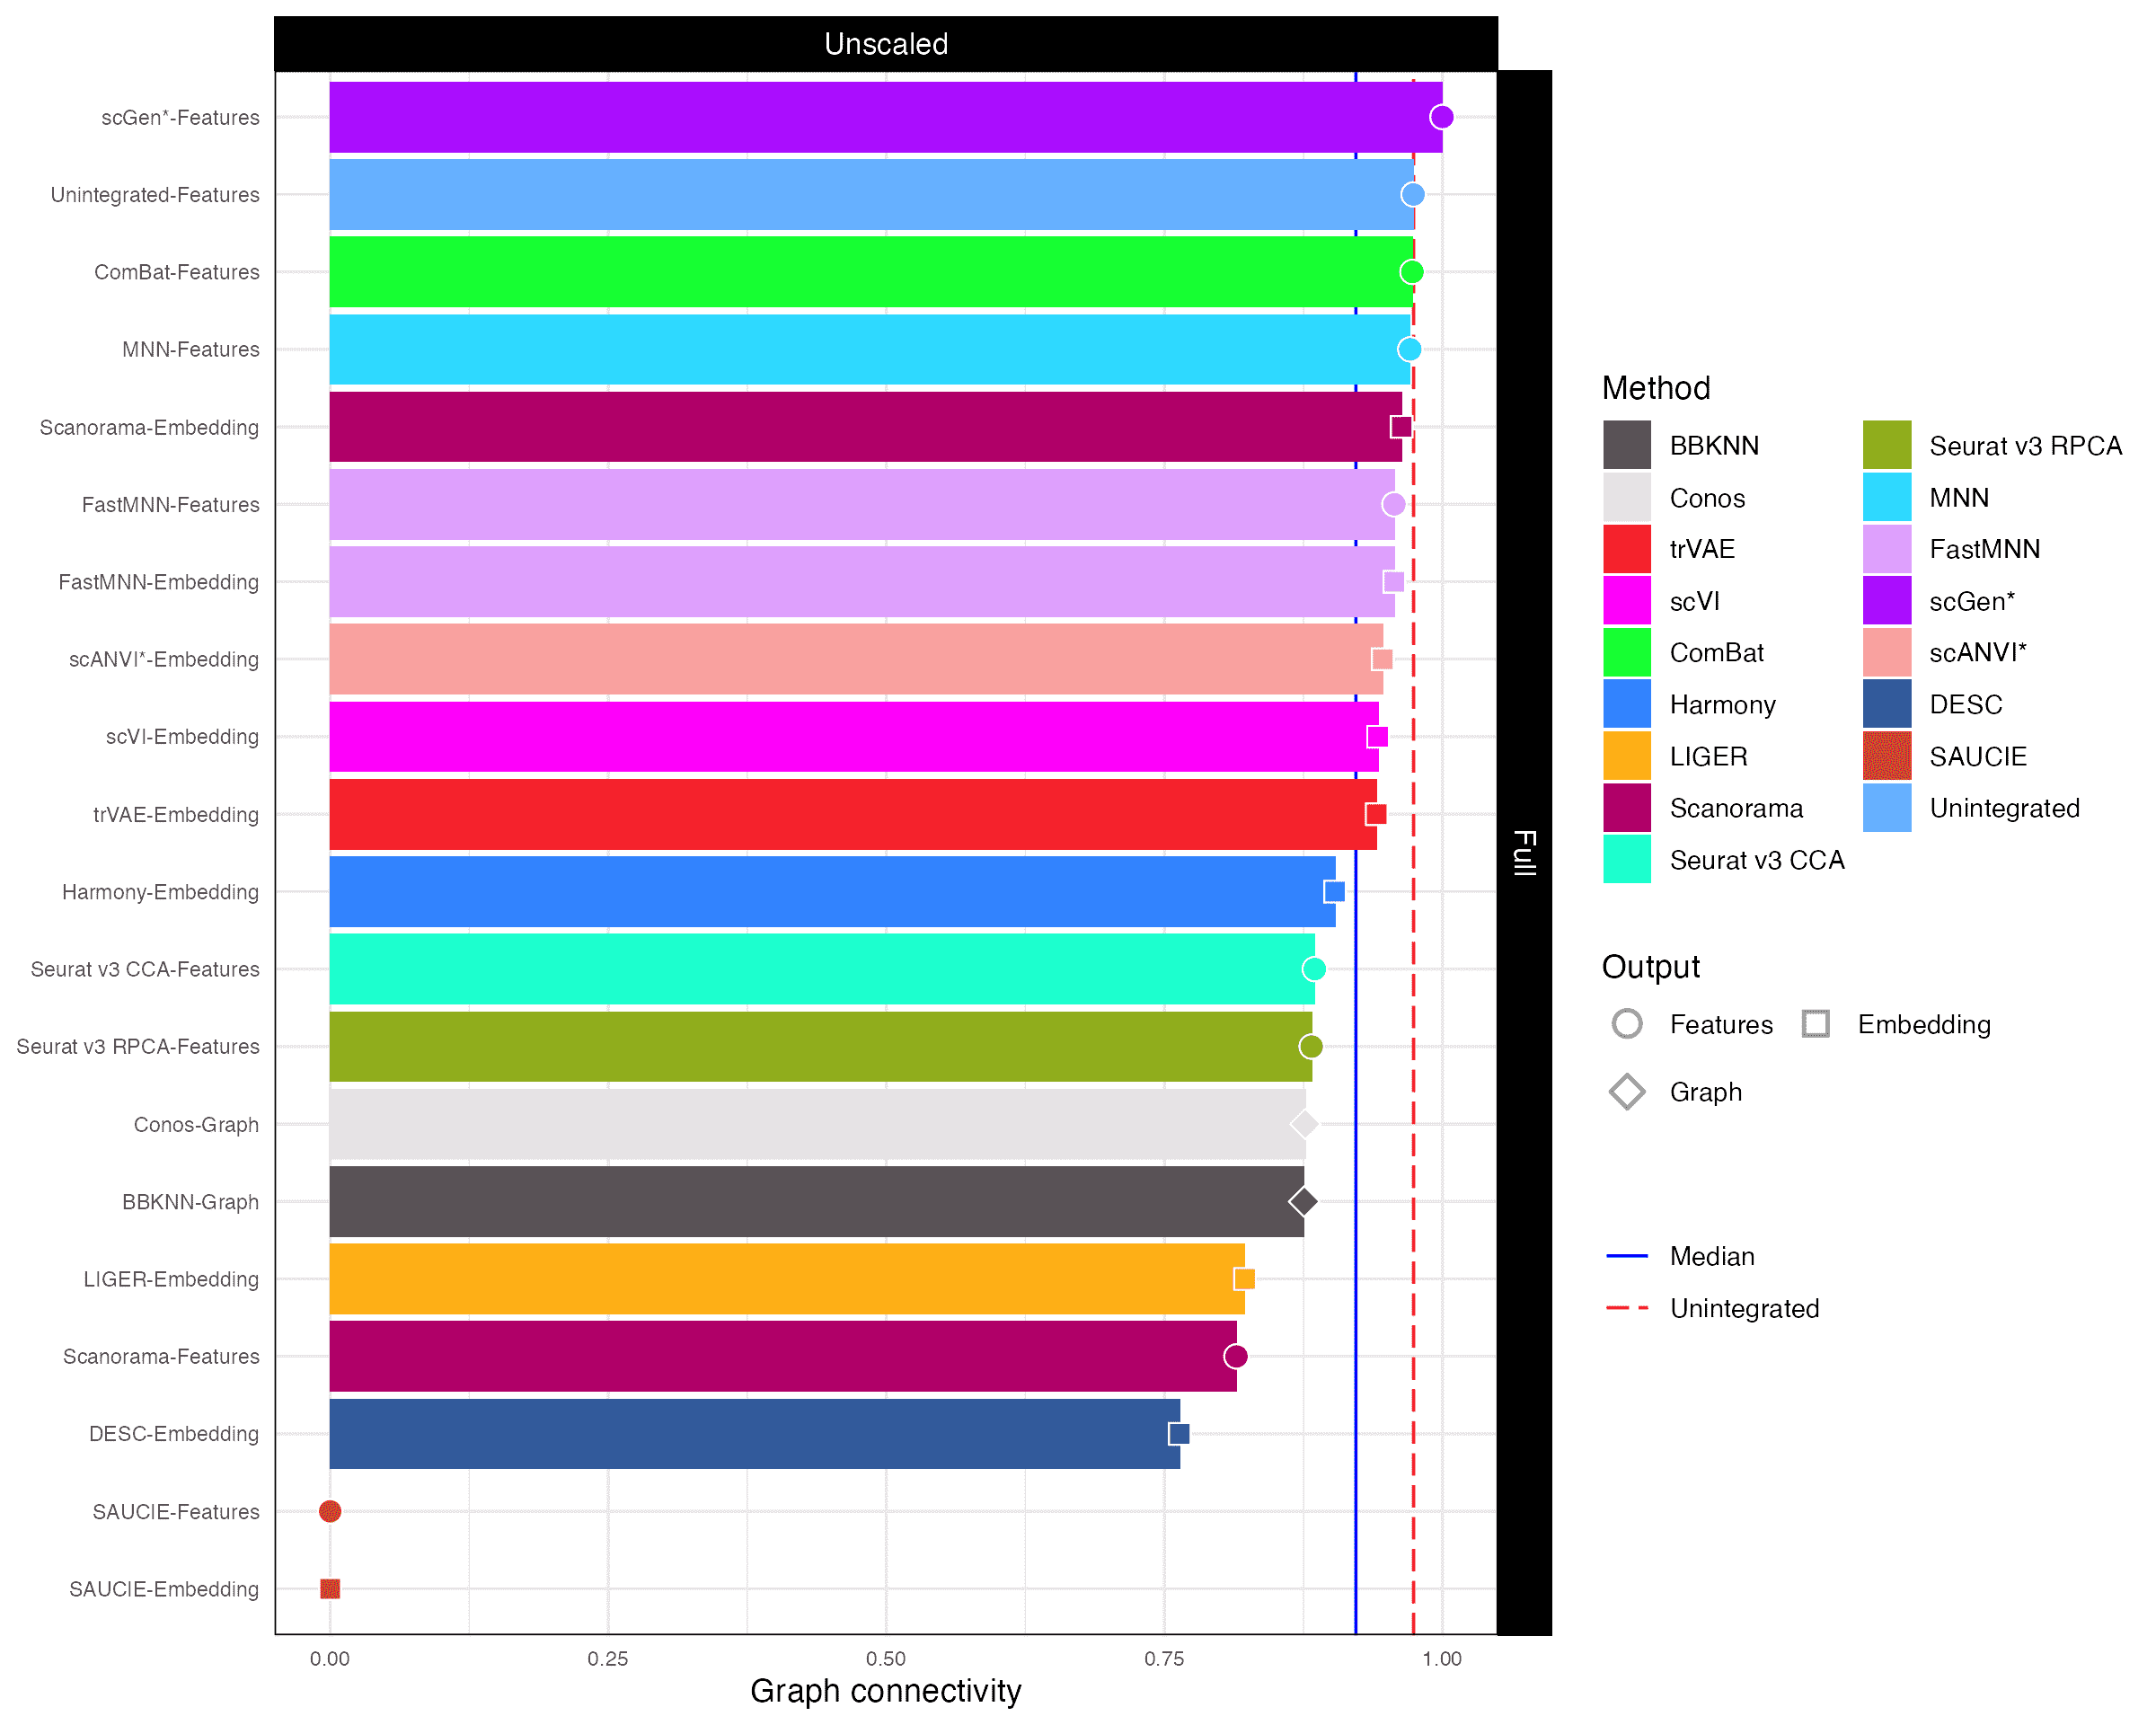 Unscaled
scGen*-Features
Unintegrated-Features
ComBat-Features
MNN-Features
Scanorama-Embedding
FastMNN-Features
FastMNN-Embedding
scANVI*-Embedding
scVI-Embedding
trVAE-Embedding
Harmony-Embedding
Seurat v3 CCA-Features
Seurat v3 RPCA-Features
Conos-Graph
BBKNN-Graph
LIGER-Embedding
Scanorama-Features
DESC-Embedding
SAUCIE-Features
SAUCIE-Embedding
0.00 0.25 0.50 0.75 1.00
Graph connectivity
Full
Method
BBKNN
Conos
trVAE
scVI
ComBat
Harmony
LIGER
Scanorama
Seurat v3 CCA
Seurat v3 RPCA
MNN
FastMNN
scGen*
scANVI*
DESC
SAUCIE
Unintegrated
Output
Features Embedding
Graph
Median
Unintegrated